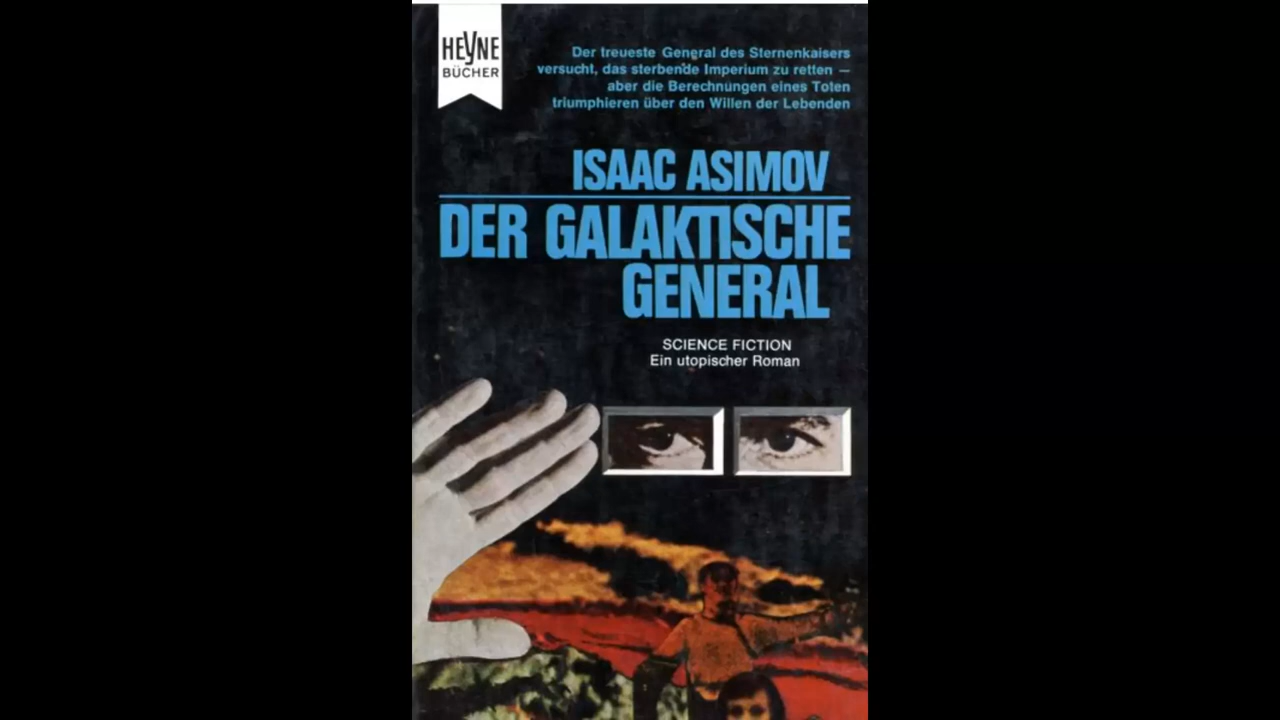 HEYNE
BÜCHER
Der treueste General des Sternenkaisers
versucht, das sterbende Imperium zu retten —
aber die Berechnungen eines Toten
triumphieren über den Willen der Lebenden
ISAAC ASIMOV
DER GALAKTISCHE
GENERAL
SCIENCE FICTION
Ein utopischer Roman